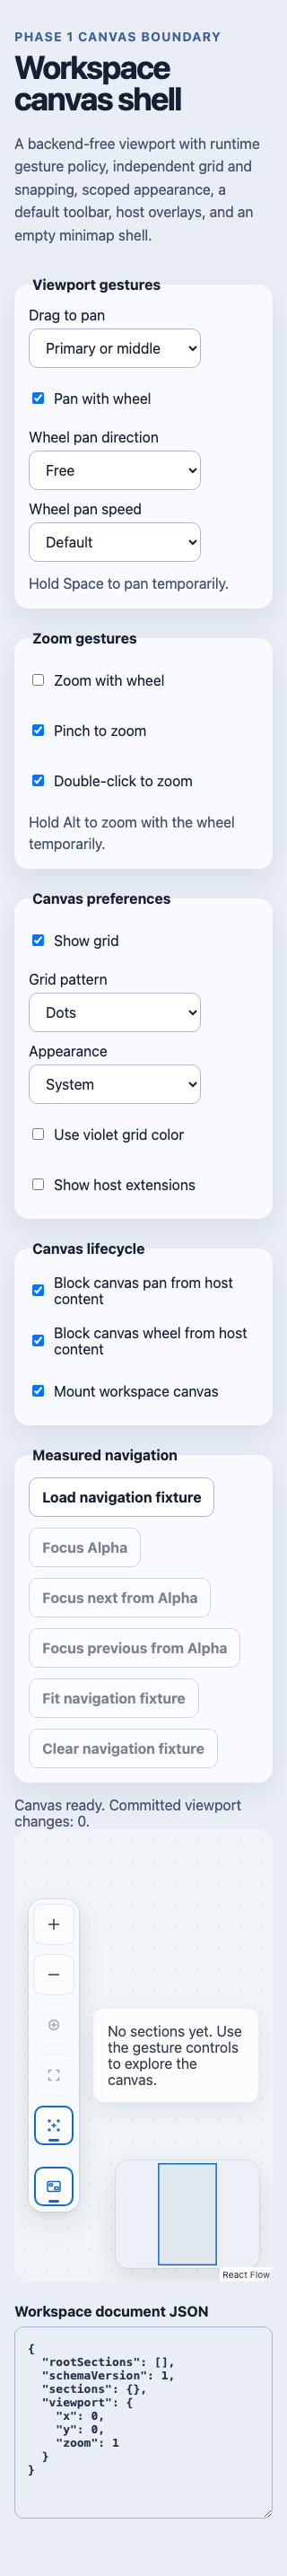 PHASE 1 CANVAS BOUNDARY
Workspace
canvas shell
A backend-free viewport with runtime
gesture policy, independent grid and
snapping, scoped appearance, a
default toolbar, host overlays, and an
empty minimap shell.
Viewport gestures
Drag to pan
Primary or middle
Pan with wheel
Wheel pan direction
Free
Wheel pan speed
Default
Hold Space to pan temporarily.
Zoom gestures
Zoom with wheel
Pinch to zoom
Double-click to zoom
Hold Alt to zoom with the wheel
temporarily.
Canvas preferences
Show grid
Grid pattern
Dots
Appearance
System
Use violet grid color
Show host extensions
Canvas lifecycle
Block canvas pan from host
content
Block canvas wheel from host
content
Mount workspace canvas
Measured navigation
Load navigation fixture
Focus Alpha
Focus next from Alpha
Focus previous from Alpha
Fit navigation fixture
Clear navigation fixture
Canvas ready. Committed viewport
changes: 0.
No sections yet. Use
the gesture controls
to explore the
canvas.
React Flow
Workspace document JSON
{
  "rootSections": [],
  "schemaVersion": 1,
  "sections": {},
  "viewport": {
    "x": 0,
    "y": 0,
    "zoom": 1
  }
}